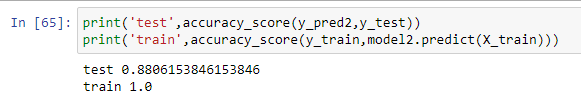 In [65]: print('test',accuracy_score(y_pred2,y_test))
print('train',accuracy_score(y_train,model2.predict(X_train)))
test 0.8806153846153846
train 1.0